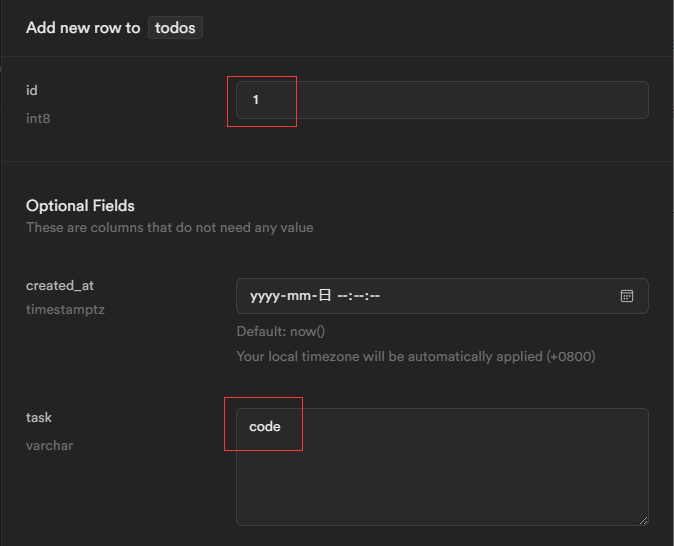 Add new row to todos
id
1
int8
Optional Fields
These are columns that do not need any value
created_at
yyyy-mm-日 --:--:--
timestamptz
Default: now()
Your local timezone will be automatically applied (+0800)
task
code
varchar